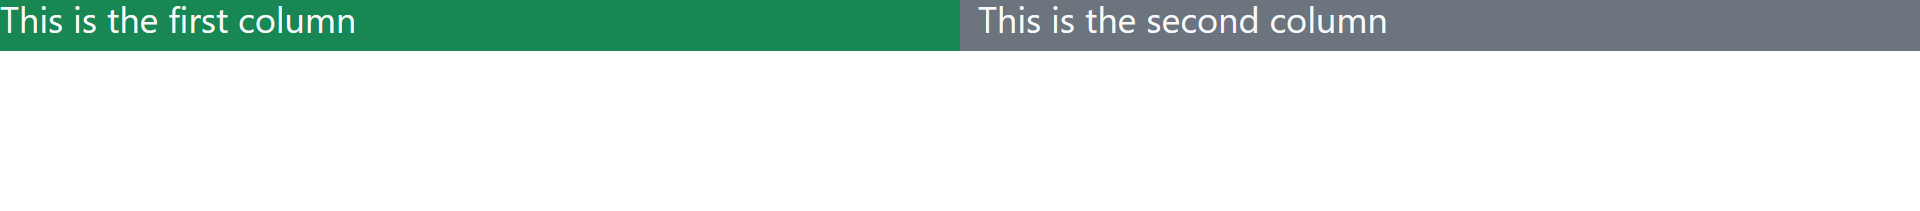 This is the first column
This is the second column